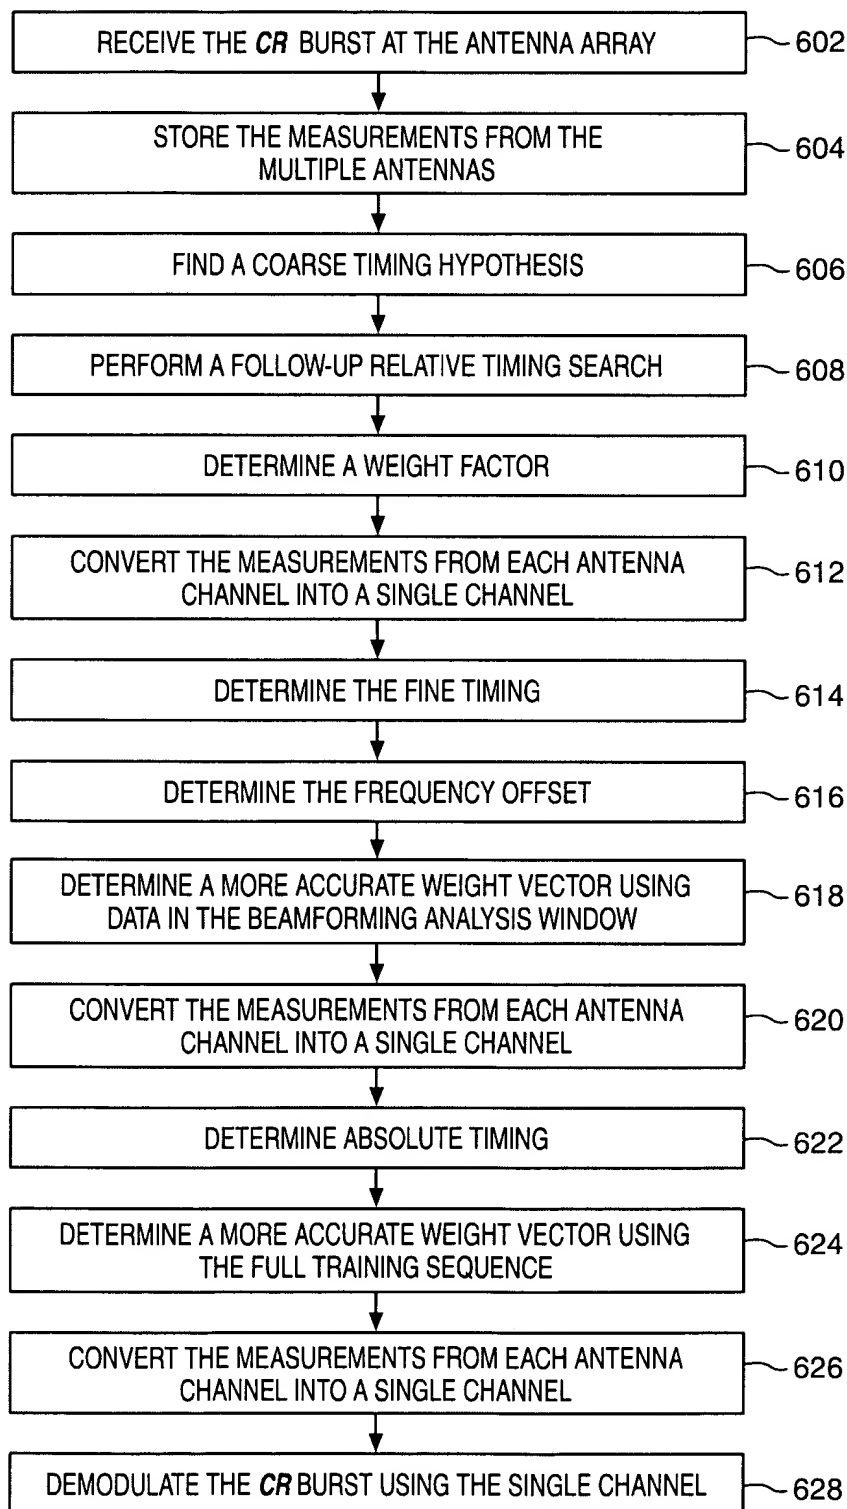 RECEIVE THE CR BURST AT THE ANTENNA ARRAY
602
STORE THE MEASUREMENTS FROM THE
MULTIPLE ANTENNAS
604
FIND A COARSE TIMING HYPOTHESIS
606
PERFORM A FOLLOW-UP RELATIVE TIMING SEARCH
608
DETERMINE A WEIGHT FACTOR
610
CONVERT THE MEASUREMENTS FROM EACH ANTENNA
CHANNEL INTO A SINGLE CHANNEL
612
DETERMINE THE FINE TIMING
614
DETERMINE THE FREQUENCY OFFSET
616
DETERMINE A MORE ACCURATE WEIGHT VECTOR USING
DATA IN THE BEAMFORMING ANALYSIS WINDOW
618
CONVERT THE MEASUREMENTS FROM EACH ANTENNA
CHANNEL INTO A SINGLE CHANNEL
620
DETERMINE ABSOLUTE TIMING
622
DETERMINE A MORE ACCURATE WEIGHT VECTOR USING
THE FULL TRAINING SEQUENCE
624
CONVERT THE MEASUREMENTS FROM EACH ANTENNA
CHANNEL INTO A SINGLE CHANNEL
626
DEMODULATE THE CR BURST USING THE SINGLE CHANNEL
628